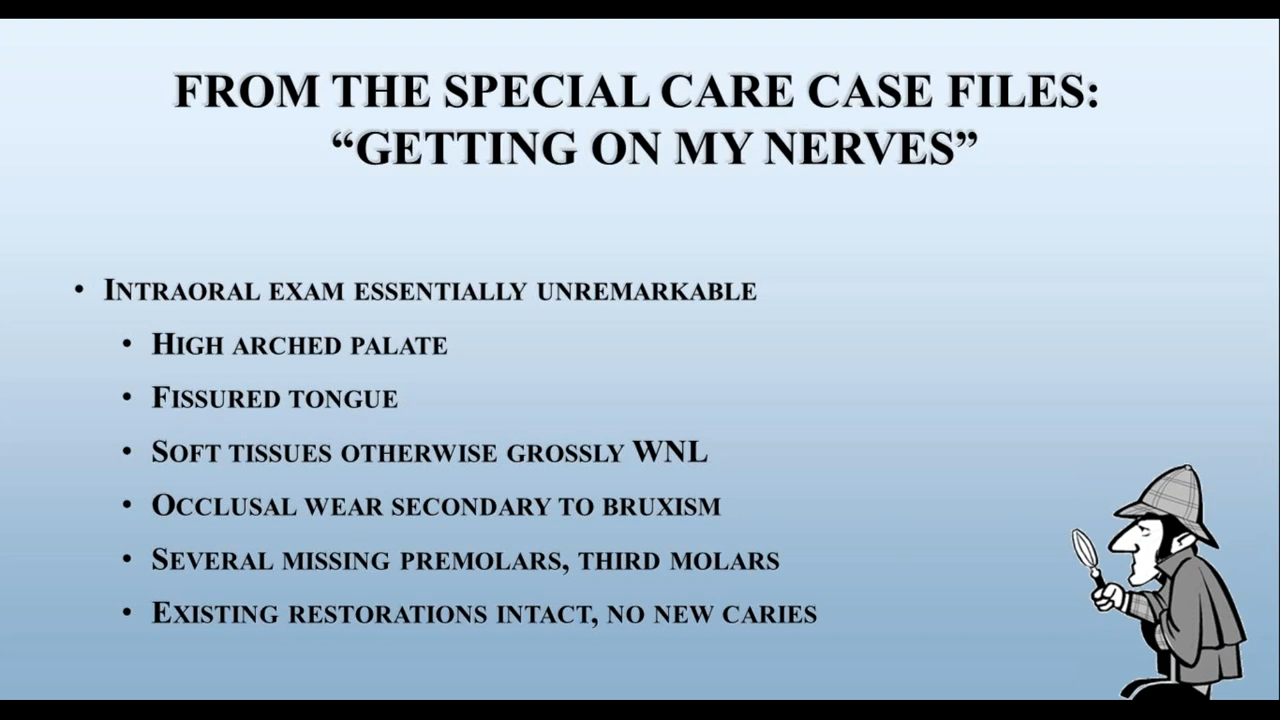 FROM THE SPECIAL CARE CASE FILES:
“GETTING ON MY NERVES”
• INTRAORAL EXAM ESSENTIALLY UNREMARKABLE
• HIGH ARCHED PALATE
• FISSURED TONGUE
• SOFT TISSUES OTHERWISE GROSSLY WNL
• OCCLUSAL WEAR SECONDARY TO BRUXISM
• SEVERAL MISSING PREMOLARS, THIRD MOLARS
• EXISTING RESTORATIONS INTACT, NO NEW CARIES